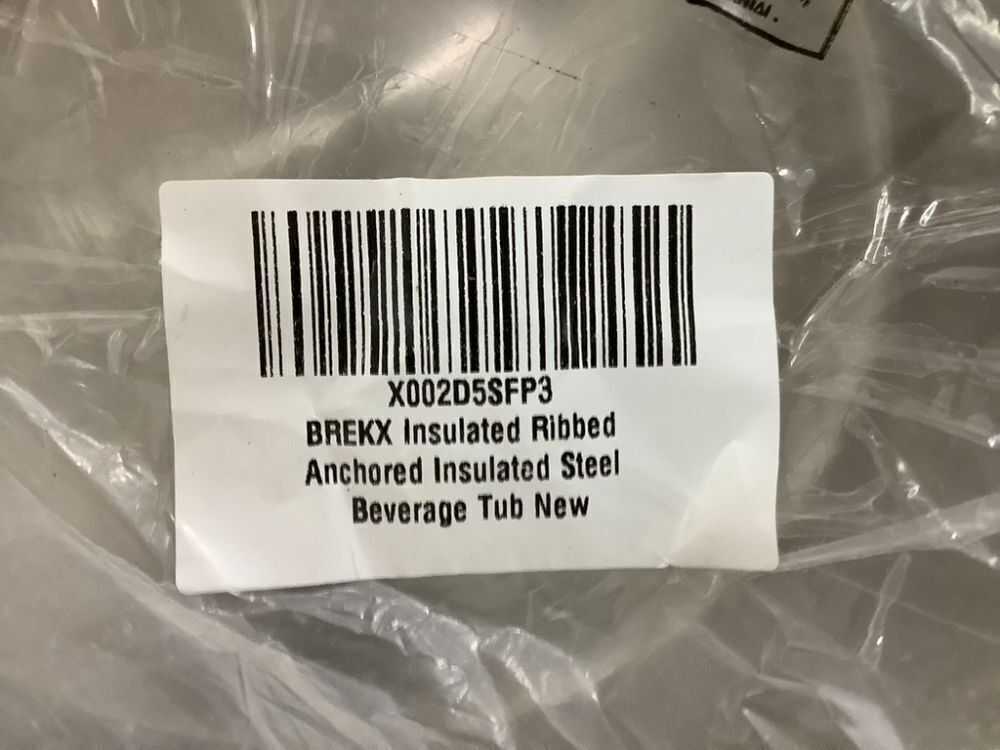 X002D5SFP3
BREKX Insulated Ribbed
Anchored Insulated Steel
Beverage Tub New